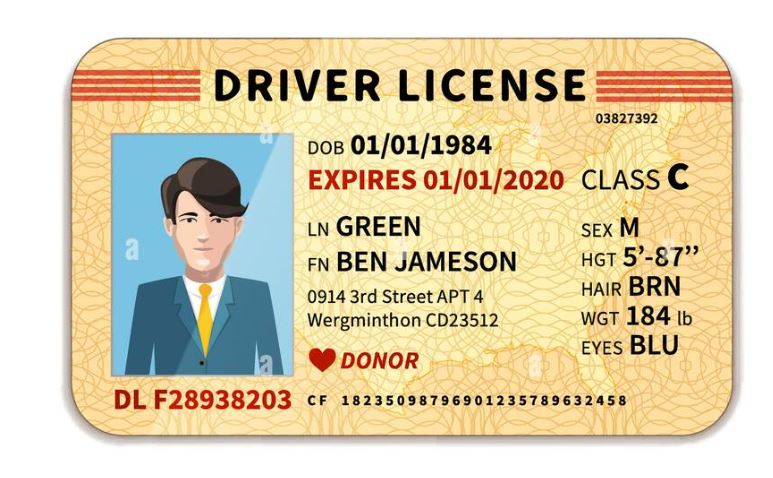 DRIVER LICENSE
03827392
DOB 01/01/1984
EXPIRES 01/01/2020 CLASS C
LN GREEN
FN BEN JAMESON
0914 3rd Street APT 4
Wergminthon CD23512
SEX M
HGT 5’-87’’
HAIR BRN
WGT 184 lb
EYES BLU
DONOR
DL F28938203
CF 18235098796901235789632458
a
a
a
a
a
a
a